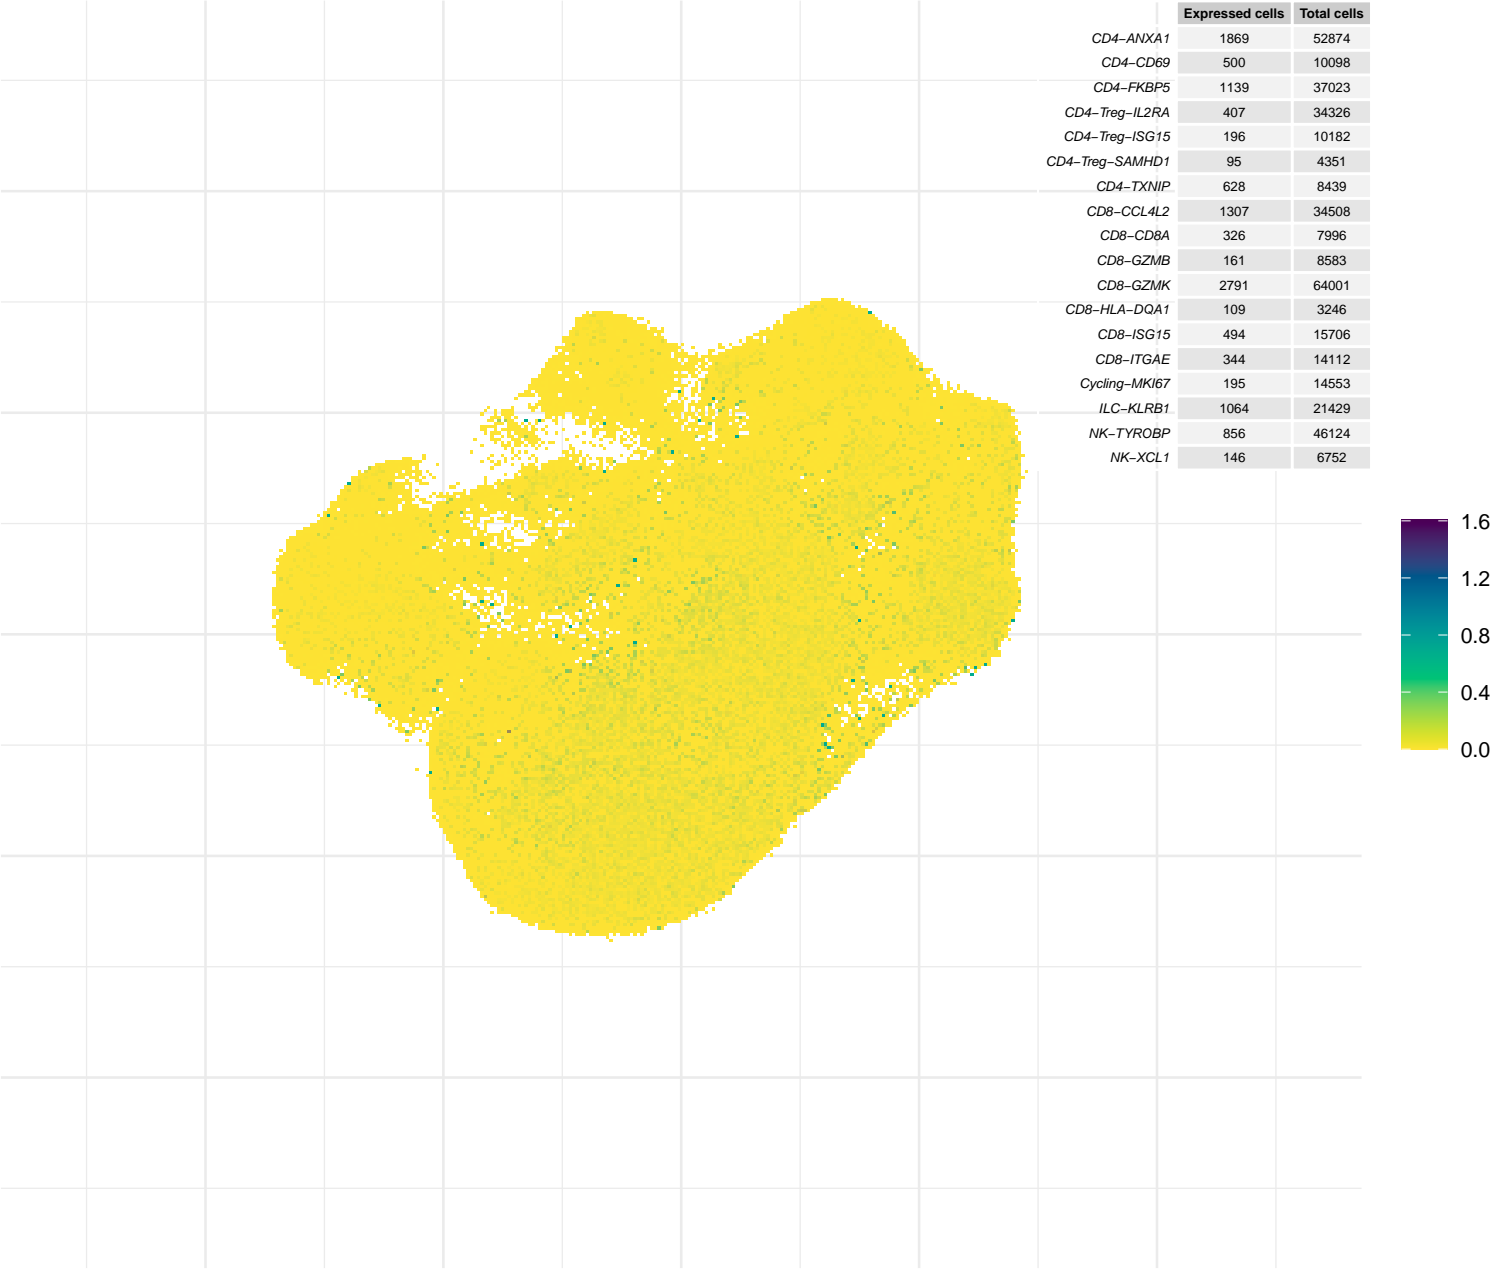 Expressed cells Total cells
CD4−ANXA1 1869 52874
CD4−CD69 500 10098
CD4−FKBP5 1139 37023
CD4−Treg−IL2RA 407 34326
CD4−Treg−ISG15 196 10182
CD4−Treg−SAMHD1 95 4351
CD4−TXNIP 628 8439
CD8−CCL4L2 1307 34508
CD8−CD8A 326 7996
CD8−GZMB 161 8583
CD8−GZMK 2791 64001
CD8−HLA−DQA1 109 3246
CD8−ISG15 494 15706
CD8−ITGAE 344 14112
Cycling−MKI67 195 14553
ILC−KLRB1 1064 21429
NK−TYROBP 856 46124
NK−XCL1 146 6752
1.6
1.2
0.8
0.4
0.0